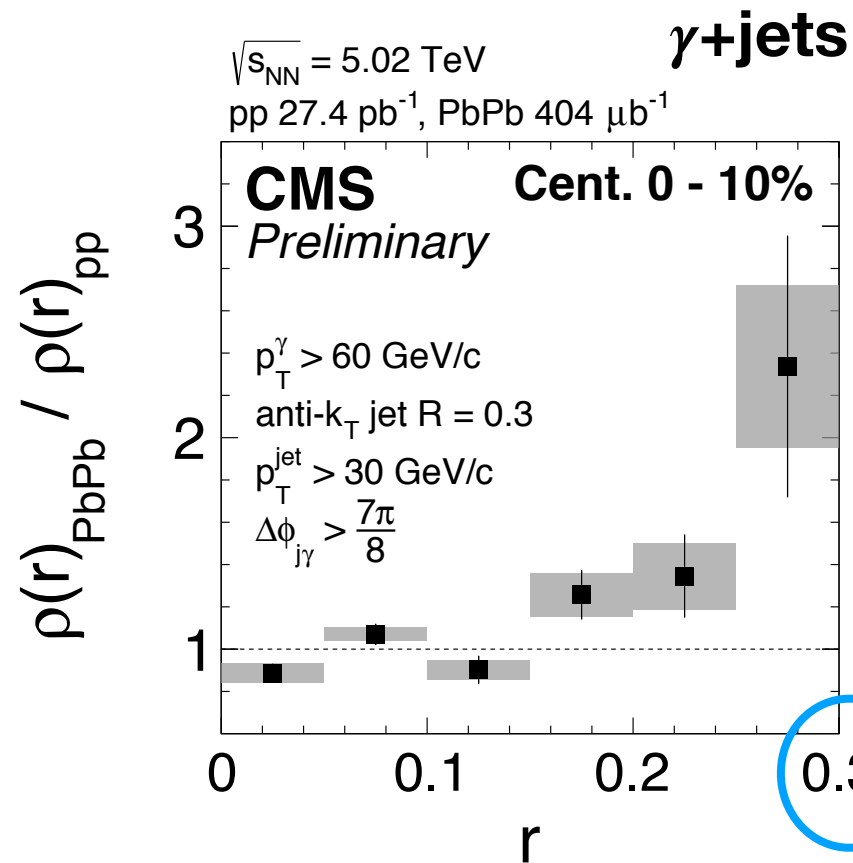 γ+jets
√s_NN = 5.02 TeV
pp 27.4 pb⁻¹, PbPb 404 μb⁻¹
CMS Cent. 0 - 10%
Preliminary
p_T^γ > 60 GeV/c
anti-k_T jet R = 0.3
p_T^jet > 30 GeV/c
Δϕ_jγ > 7π/8
ρ(r)_PbPb / ρ(r)_pp
3
2
1
0 0.1 0.2 0.3
r